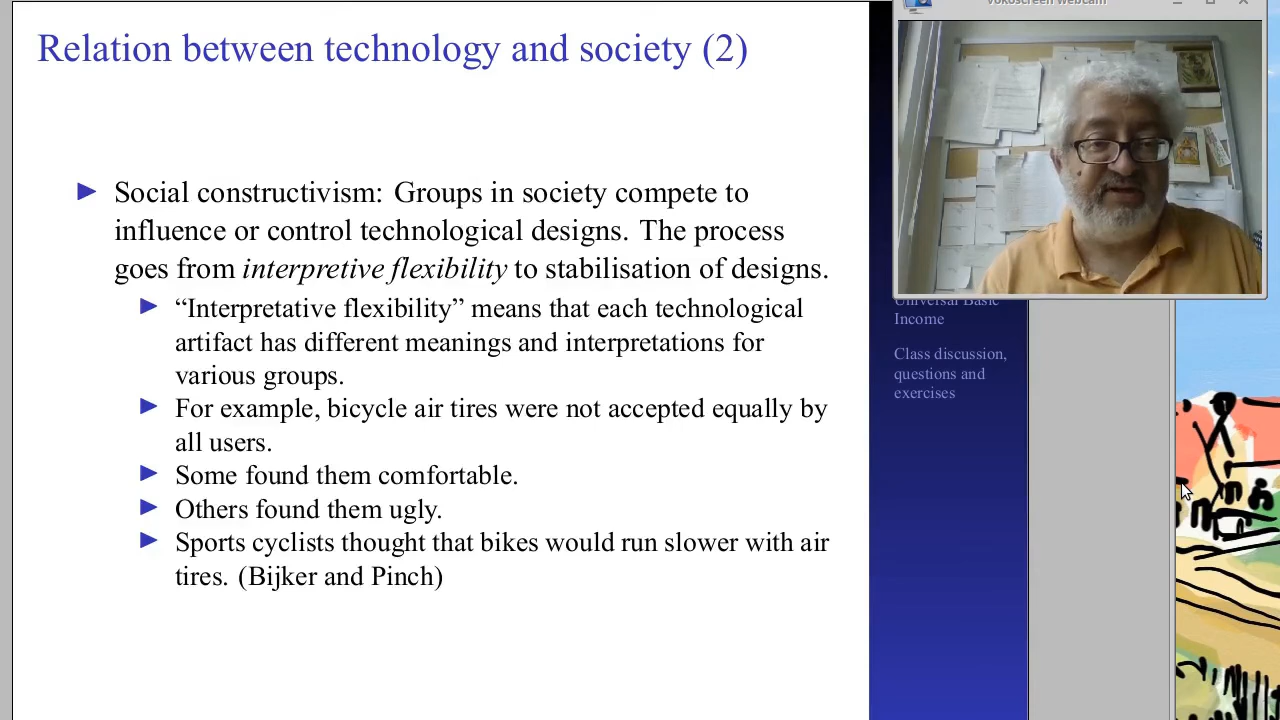 Relation between technology and society (2)
Social constructivism: Groups in society compete to
influence or control technological designs. The process
goes from interpretive flexibility to stabilisation of designs.
“Interpretative flexibility” means that each technological
artifact has different meanings and interpretations for
various groups.
For example, bicycle air tires were not accepted equally by
all users.
Some found them comfortable.
Others found them ugly.
Sports cyclists thought that bikes would run slower with air
tires. (Bijker and Pinch)
vokoscreen webcam
Universal Basic
Income
Class discussion,
questions and
exercises